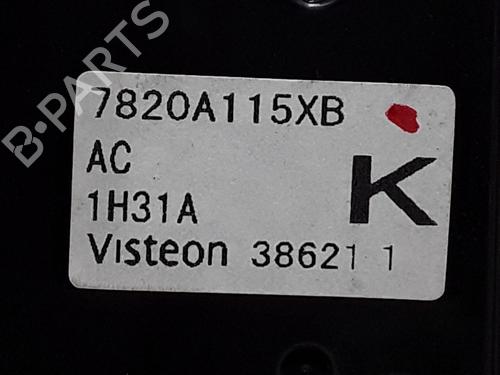 7820A115XB
AC
1H31A
K
Visteon 38621 1
B-PARTS